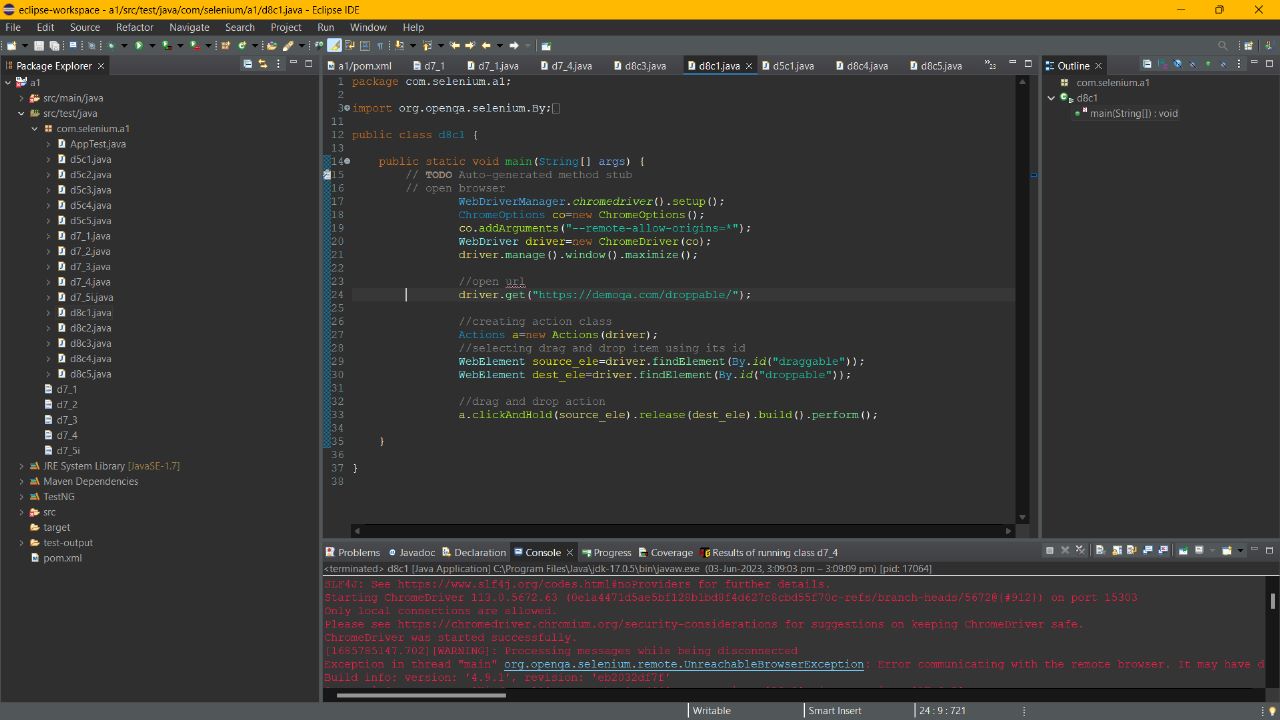 eclipse-workspace - a1/src/test/java/com/selenium/a1/d8c1.java - Eclipse IDE
File Edit Source Refactor Navigate Search Project Run Window Help
Package Explorer
a1
src/main/java
src/test/java
com.selenium.a1
AppTest.java
d5c1.java
d5c2.java
d5c3.java
d5c4.java
d5c5.java
d7_1.java
d7_2.java
d7_3.java
d7_4.java
d7_5i.java
d8c1.java
d8c2.java
d8c3.java
d8c4.java
d8c5.java
d7_1
d7_2
d7_3
d7_4
d7_5i
JRE System Library [JavaSE-1.7]
Maven Dependencies
TestNG
src
target
test-output
pom.xml
a1/pom.xml d7_1 d7_1.java d7_4.java d8c3.java d8c1.java d5c1.java d8c4.java d8c5.java »23
1 package com.selenium.a1;
2
3 import org.openqa.selenium.By;
11
12 public class d8c1 {
13
14 public static void main(String[] args) {
15 // TODO Auto-generated method stub
16 // open browser
17 WebDriverManager.chromedriver().setup();
18 ChromeOptions co=new ChromeOptions();
19 co.addArguments("--remote-allow-origins=*");
20 WebDriver driver=new ChromeDriver(co);
21 driver.manage().window().maximize();
22
23 //open url
24 driver.get("https://demoqa.com/droppable/");
25
26 //creating action class
27 Actions a=new Actions(driver);
28 //selecting drag and drop item using its id
29 WebElement source_ele=driver.findElement(By.id("draggable"));
30 WebElement dest_ele=driver.findElement(By.id("droppable"));
31
32 //drag and drop action
33 a.clickAndHold(source_ele).release(dest_ele).build().perform();
34
35 }
36
37 }
38
Outline
com.selenium.a1
d8c1
main(String[]) : void
Problems Javadoc Declaration Console Progress Coverage Results of running class d7_4
<terminated> d8c1 [Java Application] C:\Program Files\Java\jdk-17.0.5\bin\javaw.exe (03-Jun-2023, 3:09:03 pm – 3:09:09 pm) [pid: 17064]
SLF4J: See https://www.slf4j.org/codes.html#noProviders for further details.
Starting ChromeDriver 113.0.5672.63 (0e1a4471d5ae5bf128b1bd8f4d627c8cbd55f70c-refs/branch-heads/5672@{#912}) on port 15303
Only local connections are allowed.
Please see https://chromedriver.chromium.org/security-considerations for suggestions on keeping ChromeDriver safe.
ChromeDriver was started successfully.
[1685785147.702][WARNING]: Processing messages while being disconnected
Exception in thread "main" org.openqa.selenium.remote.UnreachableBrowserException: Error communicating with the remote browser. It may have d
Build info: version: '4.9.1', revision: 'eb2032df7f'
Writable Smart Insert 24 : 9 : 721